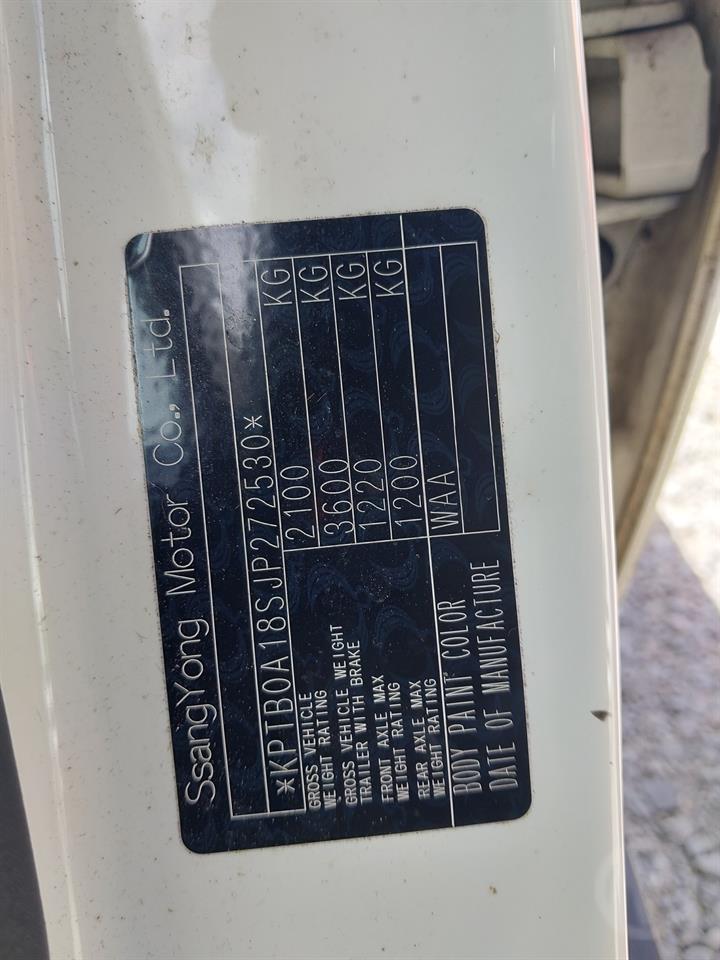 SsangYong Motor Co., Ltd.
*KPTB0A18SJP272530*
GROSS VEHICLE
WEIGHT RATING 2100 KG
GROSS VEHICLE WEIGHT
TRAILER WITH BRAKE 3600 KG
FRONT AXLE MAX
WEIGHT RATING 1220 KG
REAR AXLE MAX
WEIGHT RATING 1200 KG
BODY PAINT COLOR WAA
DATE OF MANUFACTURE